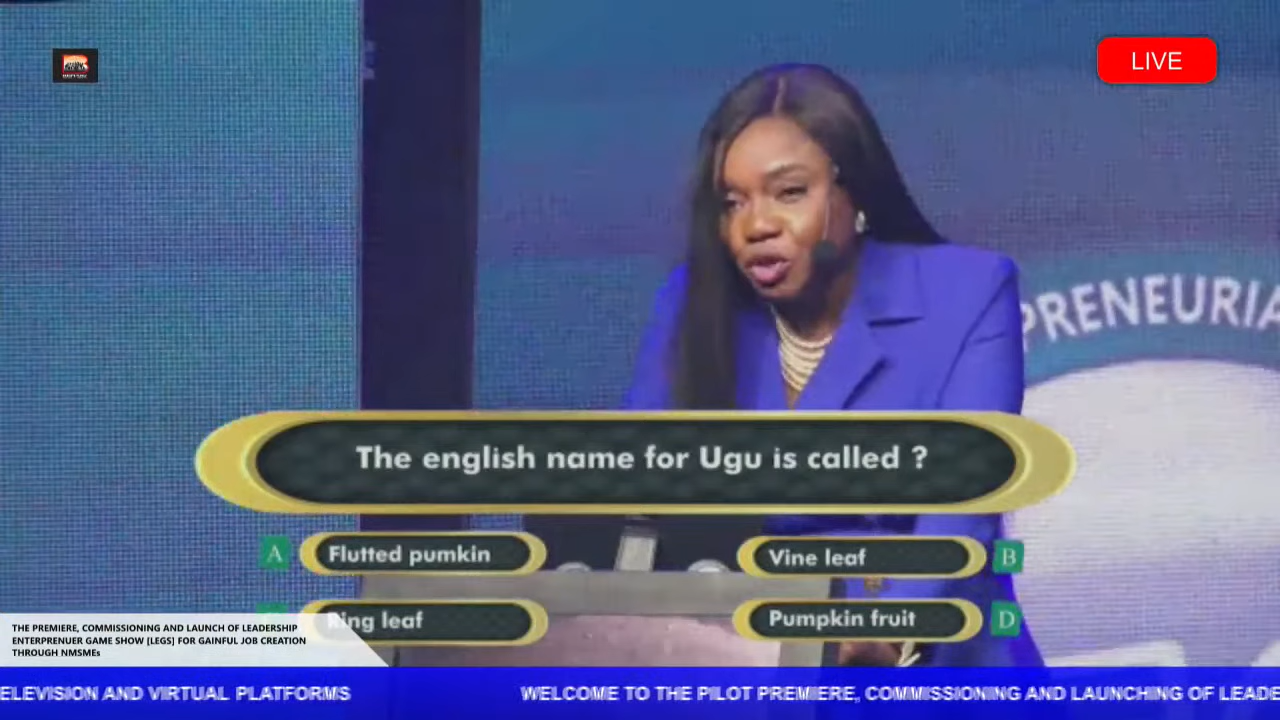 LIVE
PRENEURIA
The english name for Ugu is called ?
A Flutted pumkin
Vine leaf B
Ring leaf
Pumpkin fruit D
THE PREMIERE, COMMISSIONING AND LAUNCH OF LEADERSHIP
ENTERPRENUER GAME SHOW [LEGS] FOR GAINFUL JOB CREATION
THROUGH NMSMEs
ELEVISION AND VIRTUAL PLATFORMS WELCOME TO THE PILOT PREMIERE, COMMISSIONING AND LAUNCHING OF LEADE